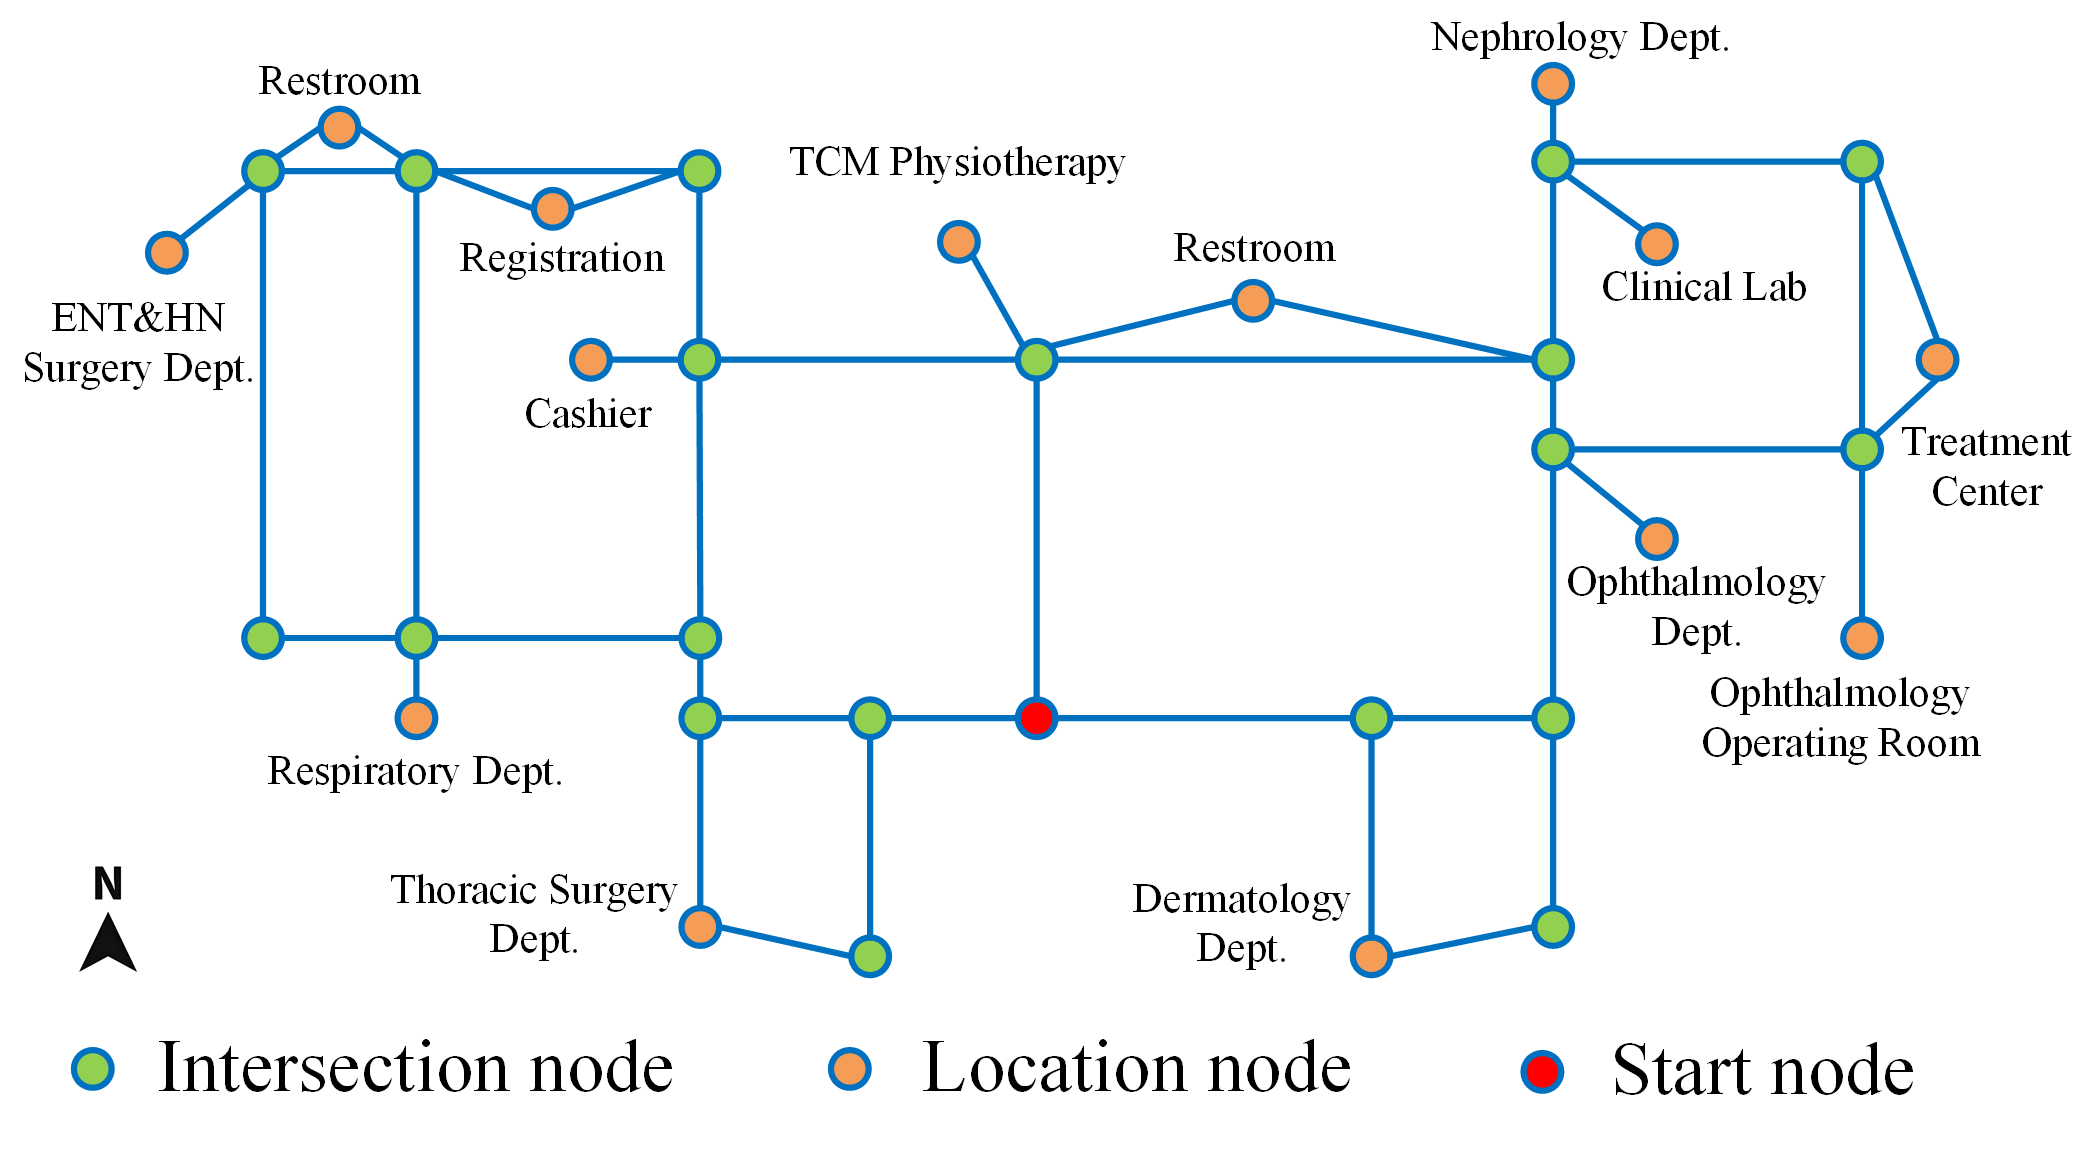 Nephrology Dept.
Restroom
TCM Physiotherapy
Restroom
Registration
Clinical Lab
ENT&HN
Surgery Dept.
Cashier
Treatment
Center
Ophthalmology
Dept.
Ophthalmology
Operating Room
Respiratory Dept.
Thoracic Surgery
Dept.
Dermatology
Dept.
N
Intersection node
Location node
Start node